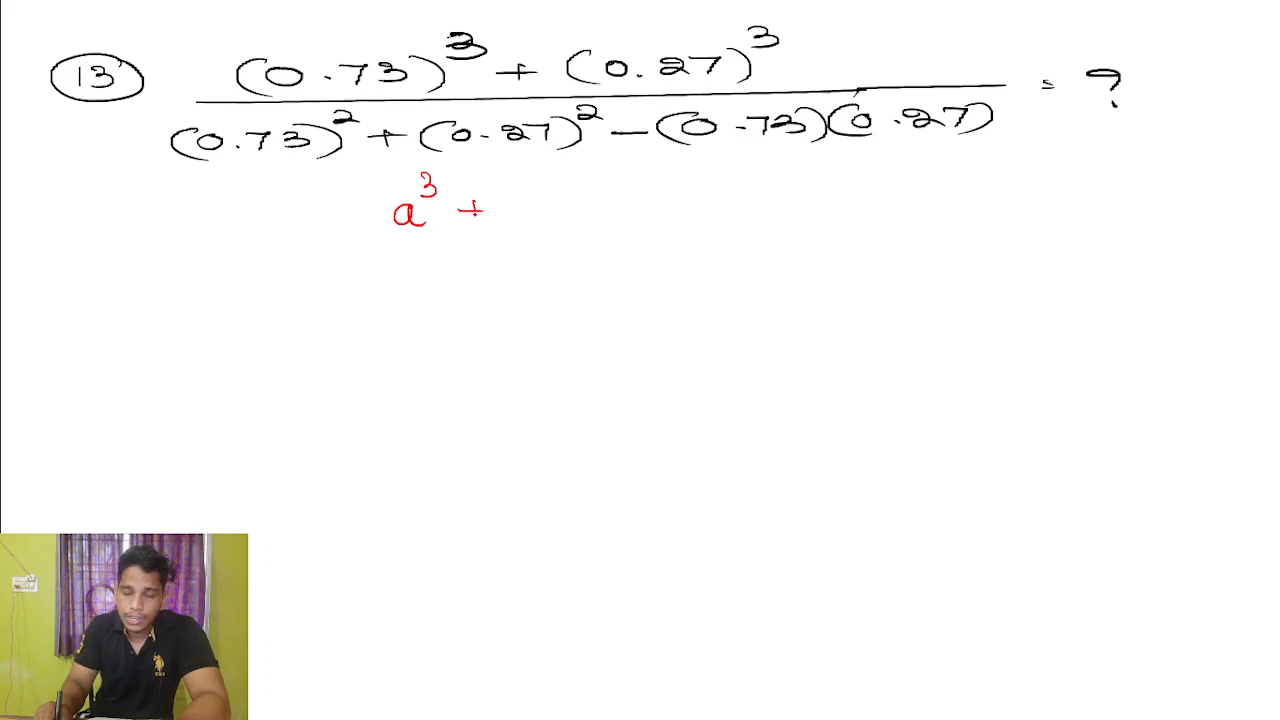 13 (0.73)³ + (0.27)³
(0.73)² + (0.27)² - (0.73)(0.27) = ?
a³ +